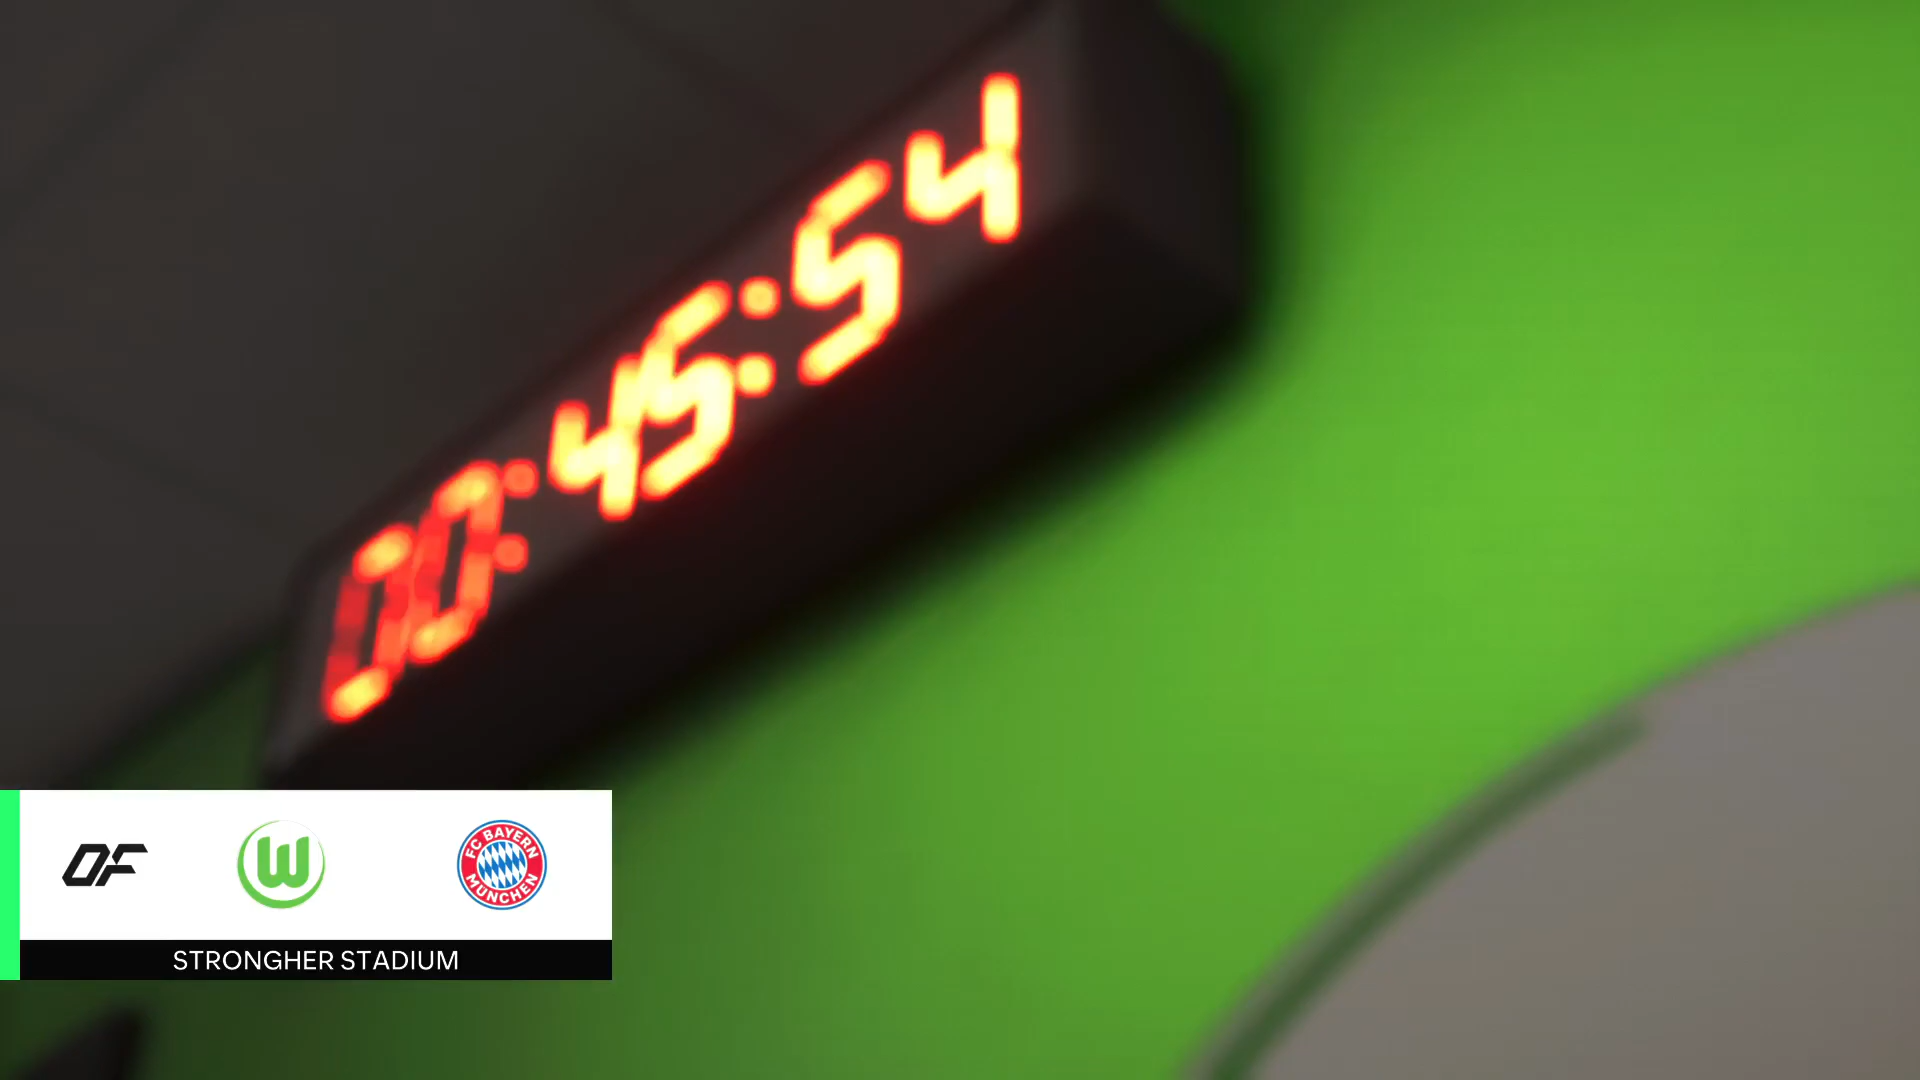 00:45:54
OF
W
FC BAYERN
MÜNCHEN
STRONGHER STADIUM